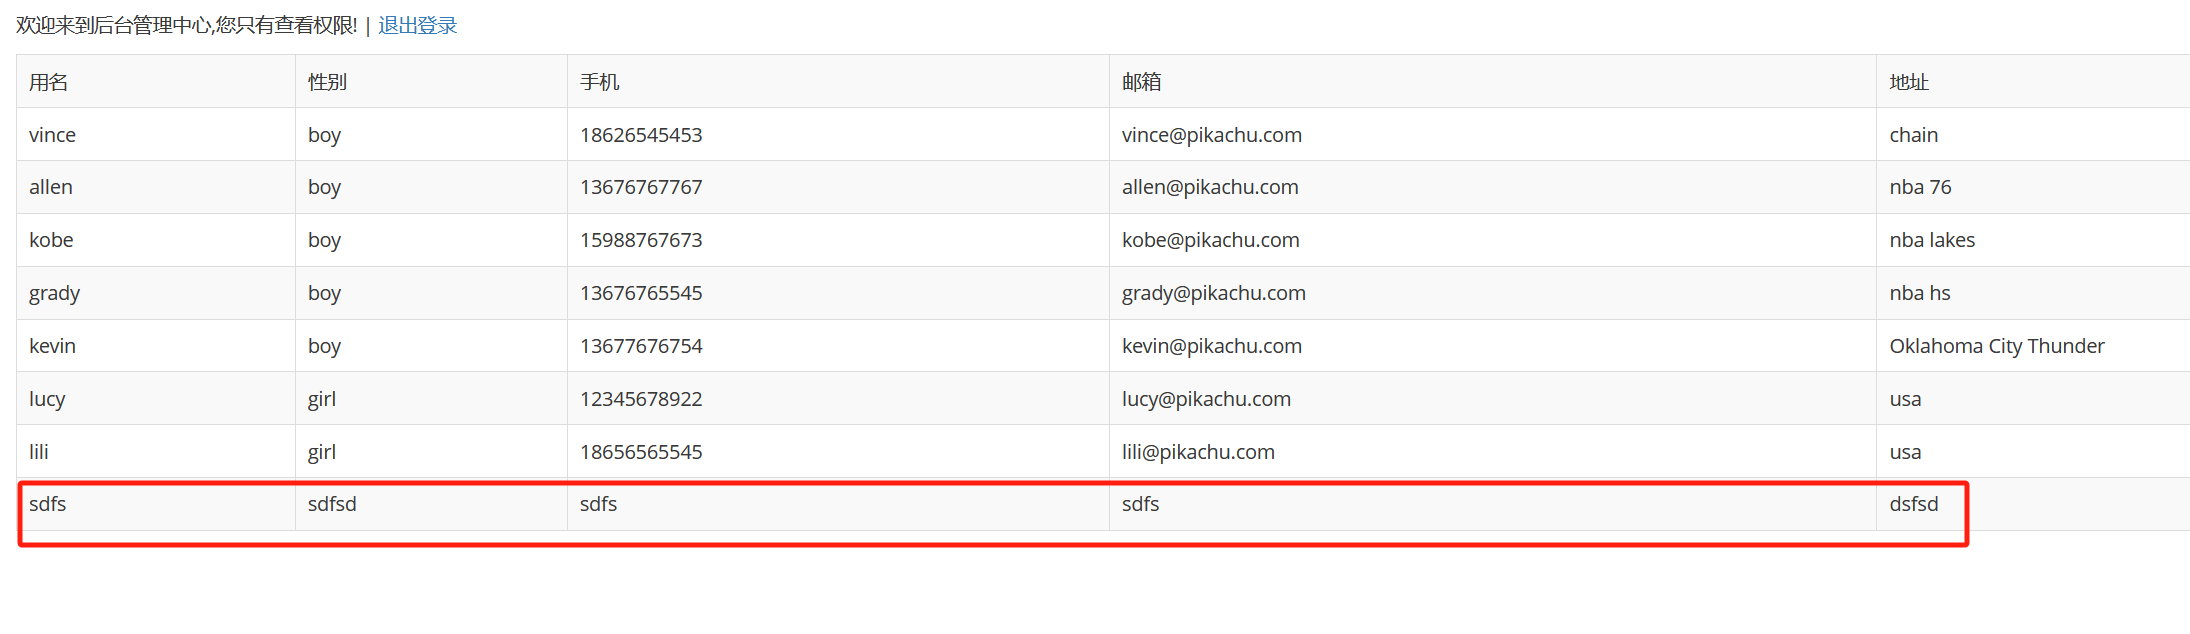 欢迎来到后台管理中心,您只有查看权限! | 退出登录
用名 性别 手机 邮箱 地址
vince boy 18626545453 vince@pikachu.com chain
allen boy 13676767767 allen@pikachu.com nba 76
kobe boy 15988767673 kobe@pikachu.com nba lakes
grady boy 13676765545 grady@pikachu.com nba hs
kevin boy 13677676754 kevin@pikachu.com Oklahoma City Thunder
lucy girl 12345678922 lucy@pikachu.com usa
lili girl 18656565545 lili@pikachu.com usa
sdfs sdfsd sdfs sdfs dsfsd